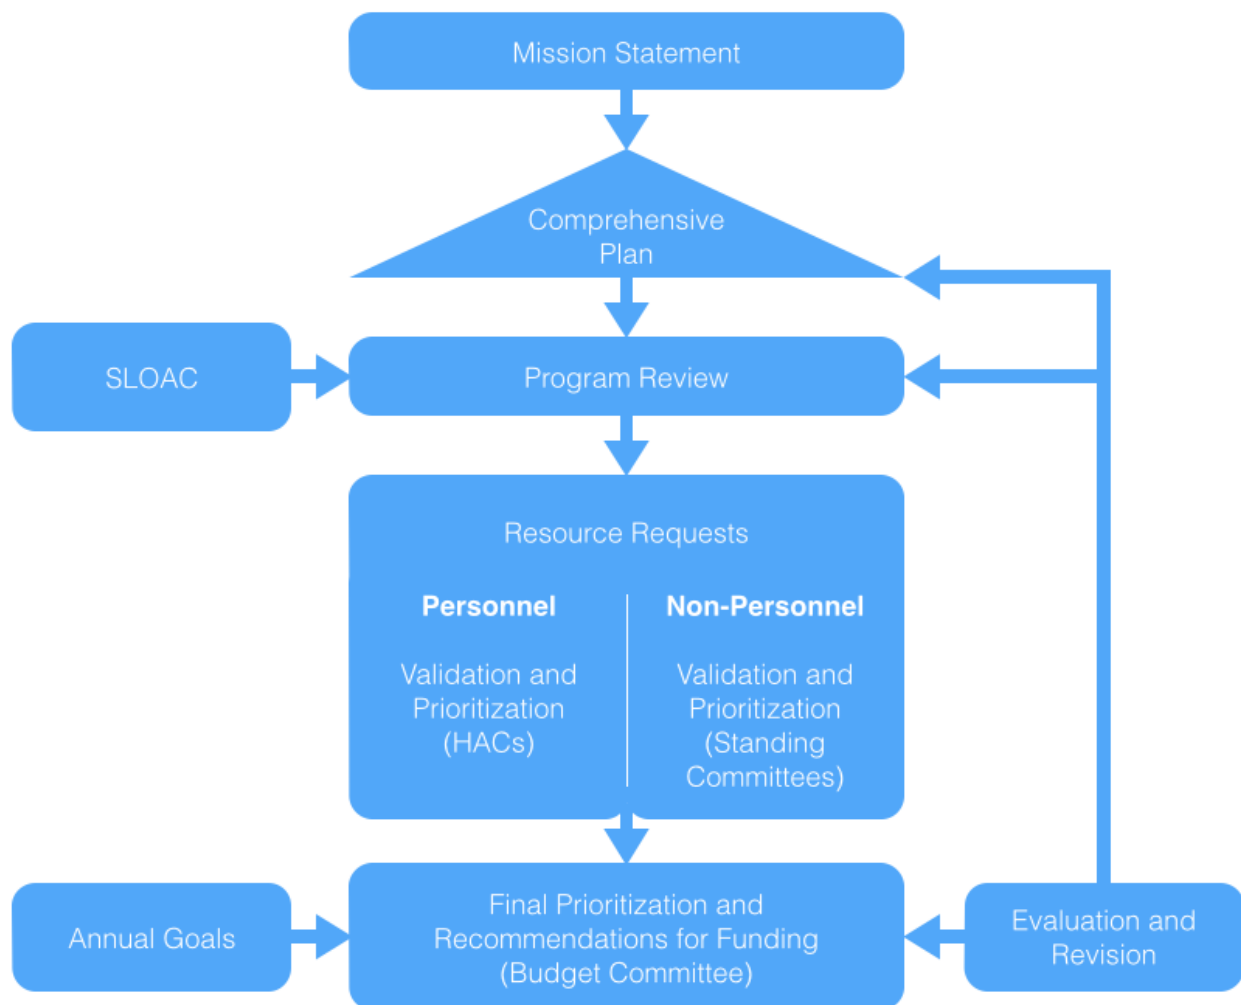 Mission Statement
Comprehensive
Plan
SLOAC
Program Review
Resource Requests
Personnel
Validation and
Prioritization
(HACs)
Non-Personnel
Validation and
Prioritization
(Standing
Committees)
Annual Goals
Final Prioritization and
Recommendations for Funding
(Budget Committee)
Evaluation and
Revision